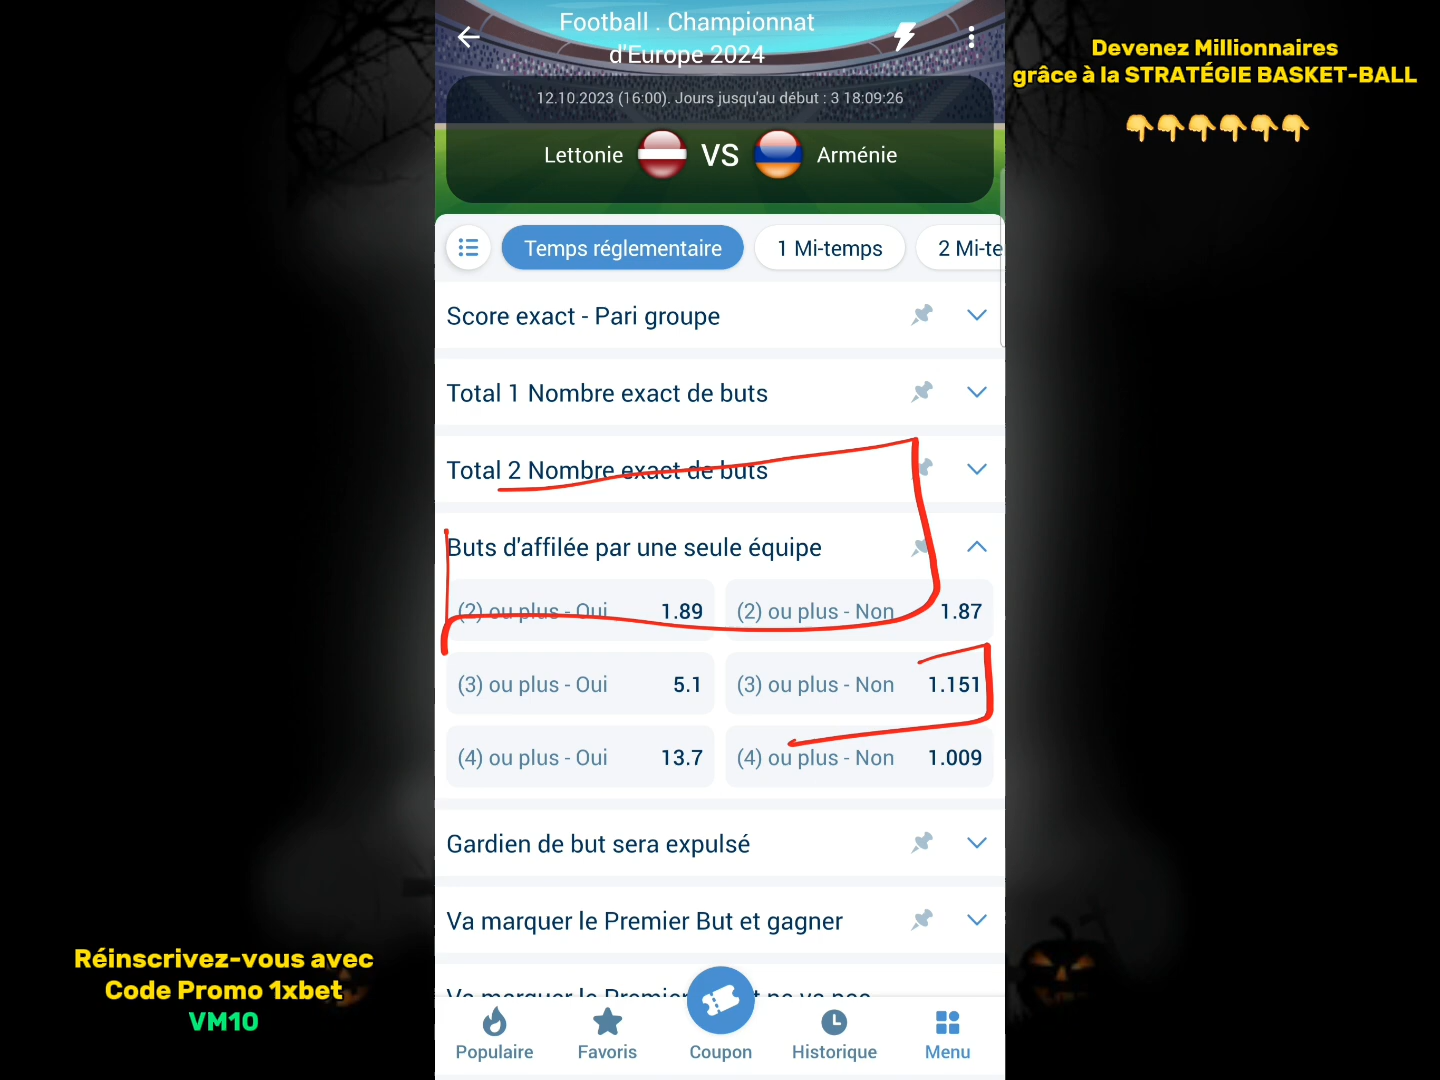 Football . Championnat
d'Europe 2024
12.10.2023 (16:00). Jours jusqu'au début : 3 18:09:26
Lettonie VS Arménie
Devenez Millionnaires
grâce à la STRATÉGIE BASKET-BALL
👇👇👇👇👇👇
Temps réglementaire 1 Mi-temps 2 Mi-te
Score exact - Pari groupe
Total 1 Nombre exact de buts
Total 2 Nombre exact de buts
Buts d'affilée par une seule équipe
(2) ou plus - Oui 1.89 (2) ou plus - Non 1.87
(3) ou plus - Oui 5.1 (3) ou plus - Non 1.151
(4) ou plus - Oui 13.7 (4) ou plus - Non 1.009
Gardien de but sera expulsé
Va marquer le Premier But et gagner
Va marquer le Premier
Réinscrivez-vous avec
Code Promo 1xbet
VM10
Populaire Favoris Coupon Historique Menu